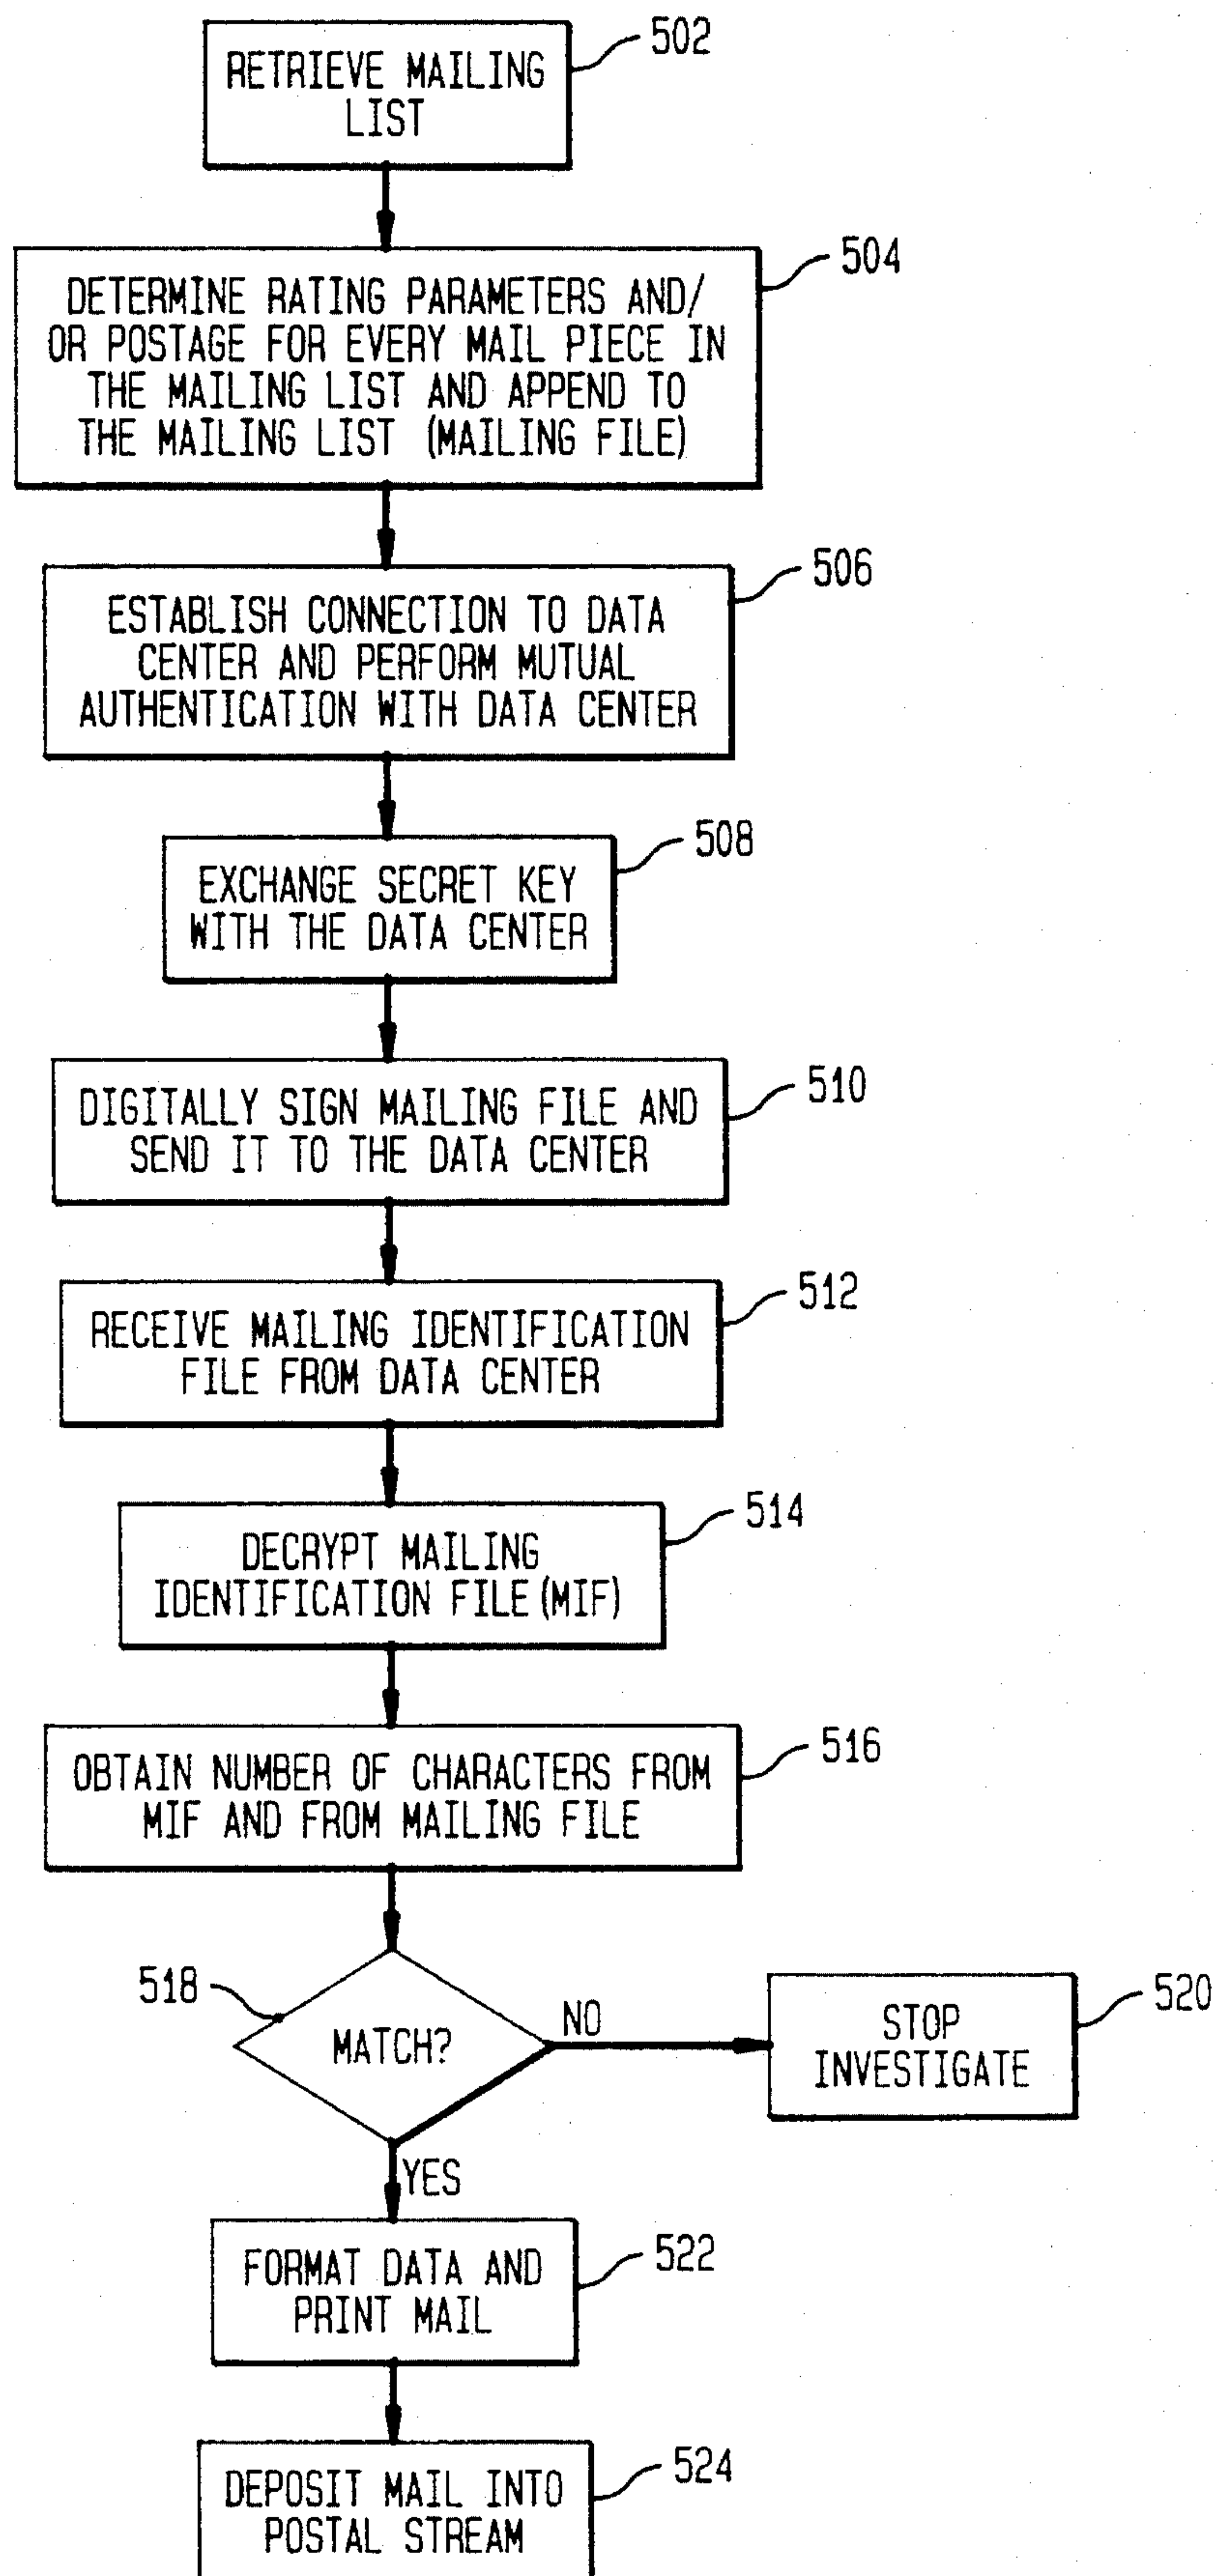 502
RETRIEVE MAILING
LIST
504
DETERMINE RATING PARAMETERS AND/
OR POSTAGE FOR EVERY MAIL PIECE IN
THE MAILING LIST AND APPEND TO
THE MAILING LIST (MAILING FILE)
506
ESTABLISH CONNECTION TO DATA
CENTER AND PERFORM MUTUAL
AUTHENTICATION WITH DATA CENTER
508
EXCHANGE SECRET KEY
WITH THE DATA CENTER
510
DIGITALLY SIGN MAILING FILE AND
SEND IT TO THE DATA CENTER
512
RECEIVE MAILING IDENTIFICATION
FILE FROM DATA CENTER
514
DECRYPT MAILING
IDENTIFICATION FILE (MIF)
516
OBTAIN NUMBER OF CHARACTERS FROM
MIF AND FROM MAILING FILE
518
MATCH?
NO
520
STOP
INVESTIGATE
YES
522
FORMAT DATA AND
PRINT MAIL
524
DEPOSIT MAIL INTO
POSTAL STREAM